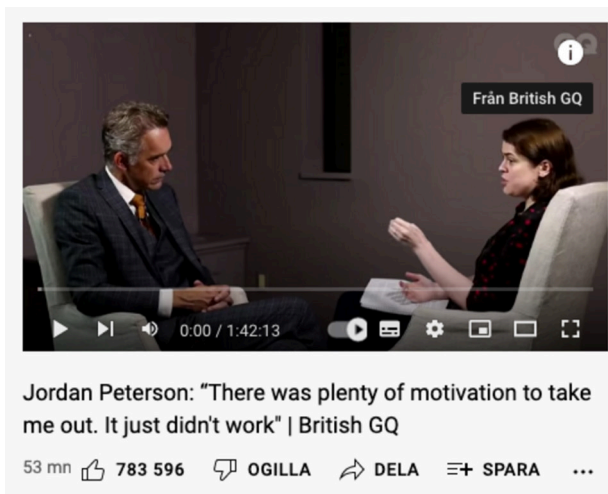 GQ
i
Från British GQ
0:00 / 1:42:13
Jordan Peterson: “There was plenty of motivation to take
me out. It just didn't work" | British GQ
53 mn 783 596 OGILLA DELA SPARA ...